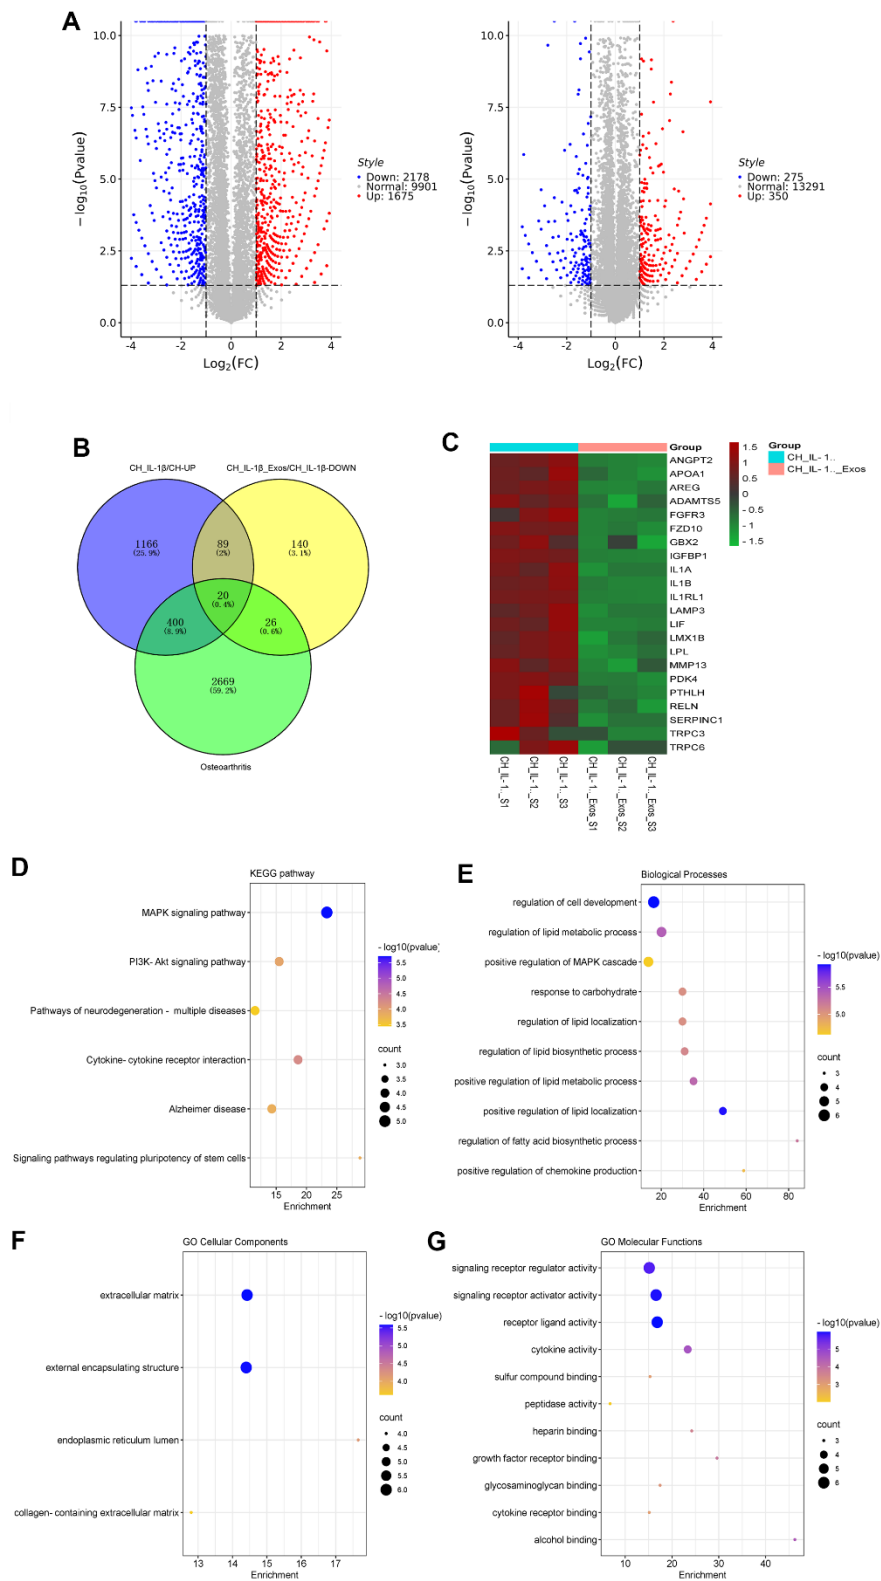 A
10.0
7.5
5.0
2.5
0.0
− log10(Pvalue)
-4 -2 0 2 4
Log2(FC)
Style
Down: 2178
Normal: 9901
Up: 1675
10.0
7.5
5.0
2.5
0.0
− log10(Pvalue)
-4 -2 0 2 4
Log2(FC)
Style
Down: 275
Normal: 13291
Up: 350
B
CH_IL-1β/CH-UP
CH_IL-1β_Exos/CH_IL-1β-DOWN
1166
(25.9%)
89
(2%)
140
(3.1%)
20
(0.4%)
400
(8.9%)
26
(0.6%)
2669
(59.2%)
Osteoarthritis
C
Group
ANGPT2
APOA1
AREG
ADAMTS5
FGFR3
FZD10
GBX2
IGFBP1
IL1A
IL1B
IL1RL1
LAMP3
LIF
LMX1B
LPL
MMP13
PDK4
PTHLH
RELN
SERPINC1
TRPC3
TRPC6
1.5
1
0.5
0
- 0.5
- 1
- 1.5
Group
CH_IL- 1..
CH_IL- 1.._Exos
CH_IL- 1.._S1
CH_IL- 1.._S2
CH_IL- 1.._S3
CH_IL- 1.._Exos_S1
CH_IL- 1.._Exos_S2
CH_IL- 1.._Exos_S3
D
KEGG pathway
MAPK signaling pathway
PI3K- Akt signaling pathway
Pathways of neurodegeneration - multiple diseases
Cytokine- cytokine receptor interaction
Alzheimer disease
Signaling pathways regulating pluripotency of stem cells
15 20 25
Enrichment
- log10(pvalue)
5.5
5.0
4.5
4.0
3.5
count
3.0
3.5
4.0
4.5
5.0
E
Biological Processes
regulation of cell development
regulation of lipid metabolic process
positive regulation of MAPK cascade
response to carbohydrate
regulation of lipid localization
regulation of lipid biosynthetic process
positive regulation of lipid metabolic process
positive regulation of lipid localization
regulation of fatty acid biosynthetic process
positive regulation of chemokine production
20 40 60 80
Enrichment
- log10(pvalue)
5.5
5.0
count
3
4
5
6
F
GO Cellular Components
extracellular matrix
external encapsulating structure
endoplasmic reticulum lumen
collagen- containing extracellular matrix
13 14 15 16 17
Enrichment
- log10(pvalue)
5.5
5.0
4.5
4.0
count
4.0
4.5
5.0
5.5
6.0
G
GO Molecular Functions
signaling receptor regulator activity
signaling receptor activator activity
receptor ligand activity
cytokine activity
sulfur compound binding
peptidase activity
heparin binding
growth factor receptor binding
glycosaminoglycan binding
cytokine receptor binding
alcohol binding
10 20 30 40
Enrichment
- log10(pvalue)
5
4
3
count
3
4
5
6